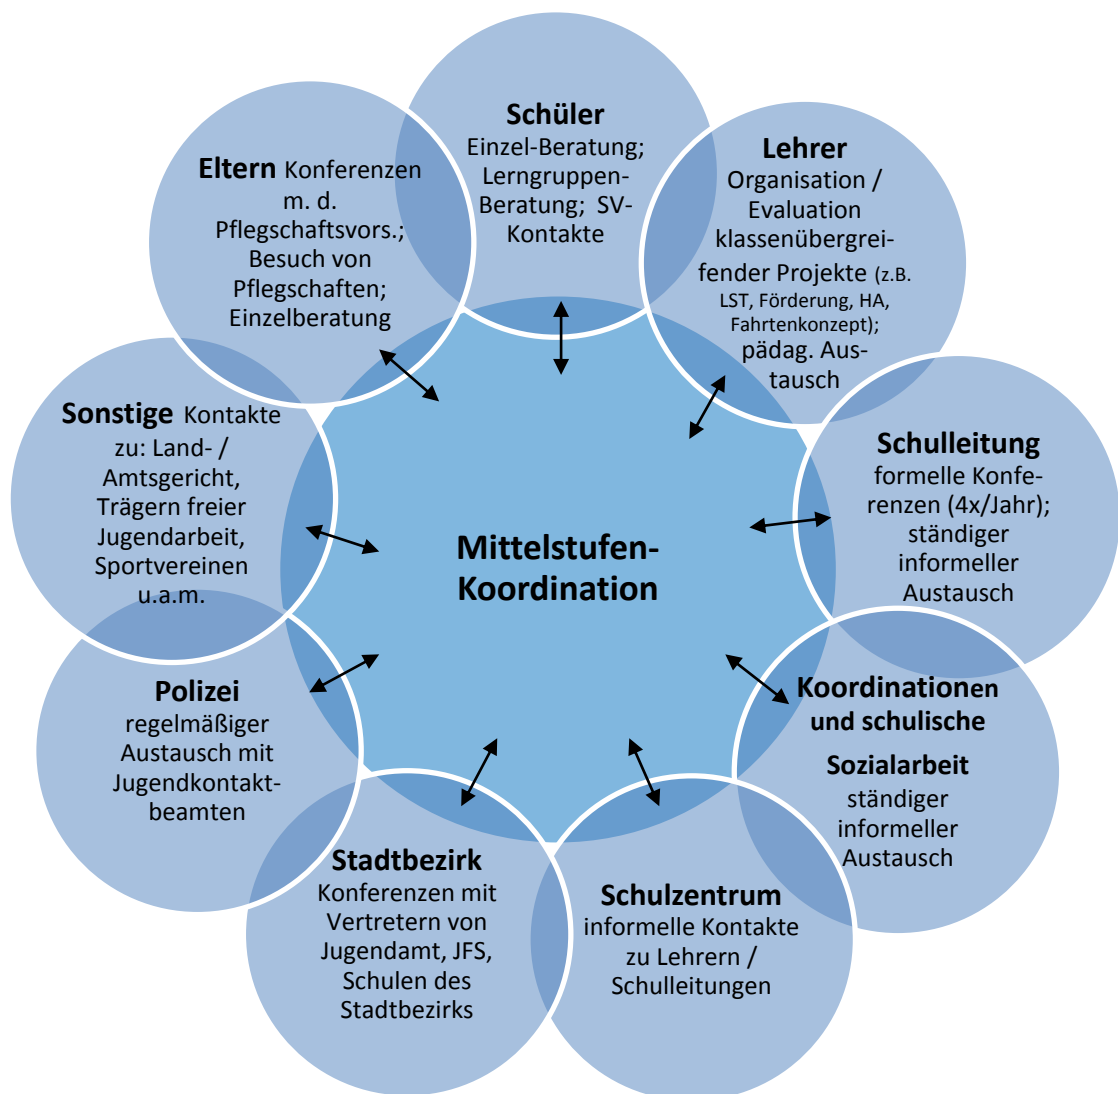 Schüler
Einzel-Beratung;
Lerngruppen-
Beratung; SV-
Kontakte
Lehrer
Organisation /
Evaluation
klassenübergrei-
fender Projekte (z.B.
LST, Förderung, HA,
Fahrtenkonzept);
pädag. Aus-
tausch
Schulleitung
formelle Konfe-
renzen (4x/Jahr);
ständiger
informeller
Austausch
Koordinationen
und schulische
Sozialarbeit
ständiger
informeller
Austausch
Schulzentrum
informelle Kontakte
zu Lehrern /
Schulleitungen
Stadtbezirk
Konferenzen mit
Vertretern von
Jugendamt, JFS,
Schulen des
Stadtbezirks
Polizei
regelmäßiger
Austausch mit
Jugendkontakt-
beamten
Sonstige Kontakte
zu: Land- /
Amtsgericht,
Trägern freier
Jugendarbeit,
Sportvereinen
u.a.m.
Eltern Konferenzen
m. d.
Pflegschaftsvors.;
Besuch von
Pflegschaften;
Einzelberatung
Mittelstufen-
Koordination